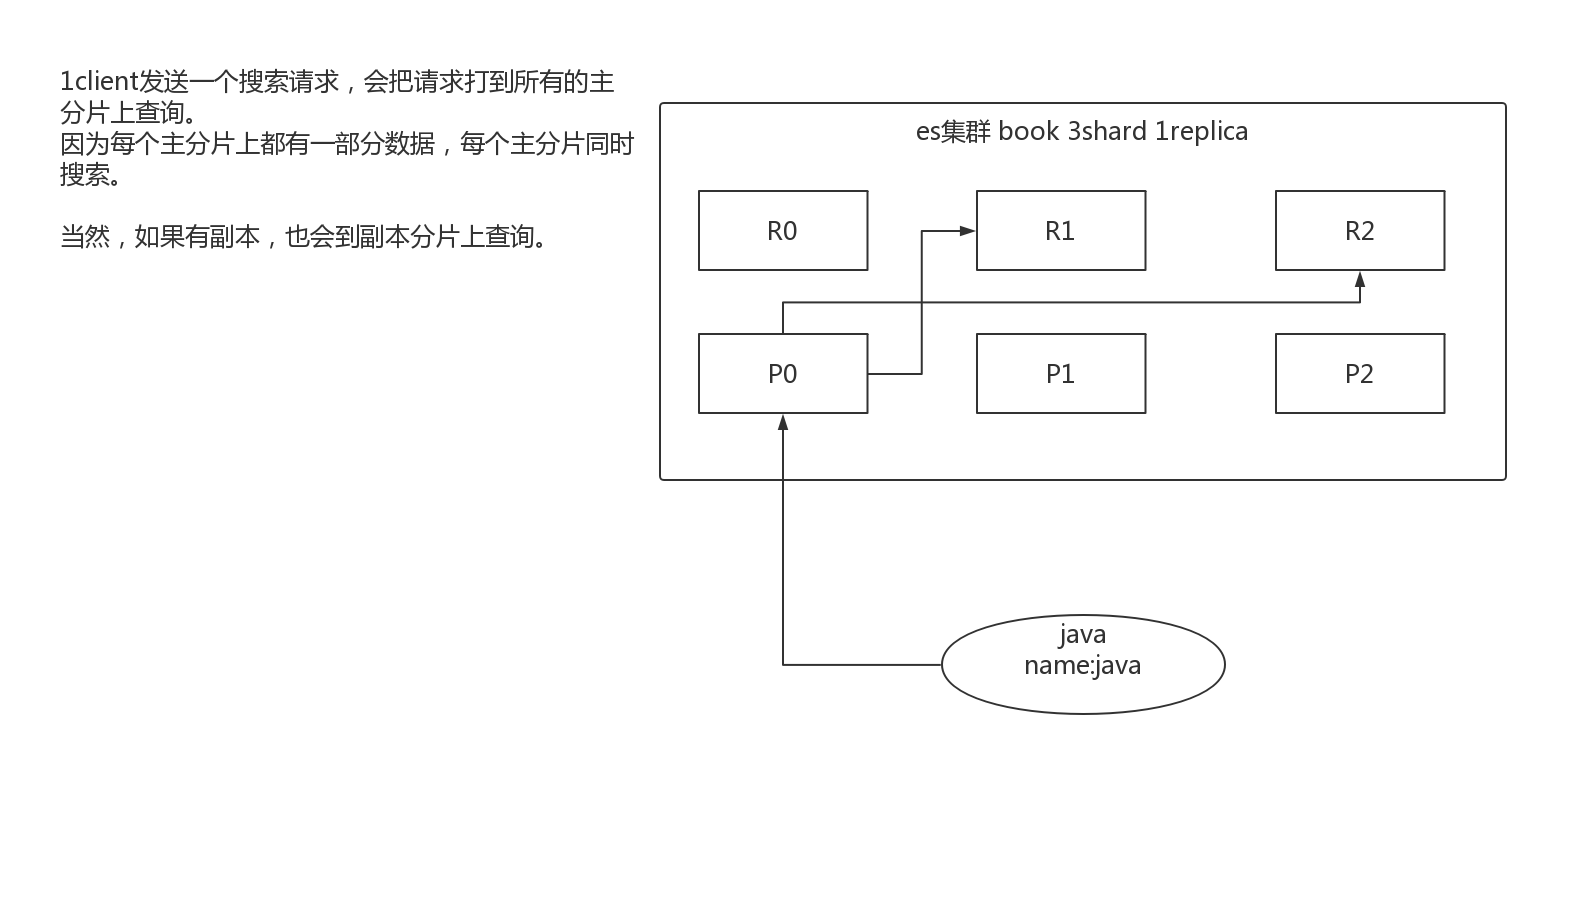 1client发送一个搜索请求，会把请求打到所有的主
分片上查询。
因为每个主分片上都有一部分数据，每个主分片同时
搜索。
当然，如果有副本，也会到副本分片上查询。
es集群 book 3shard 1replica
R0
R1
R2
P0
P1
P2
java
name:java